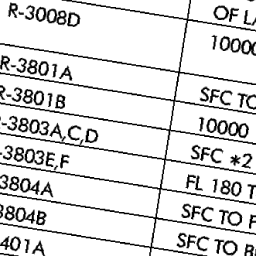 OF LA
R-3008D
10000
R-3801A
SFC TO
R-3801B
10000
R-3803A,C,D
SFC *2
-3803E,F
FL 180 T
3804A
SFC TO F
3804B
SFC TO B
401A